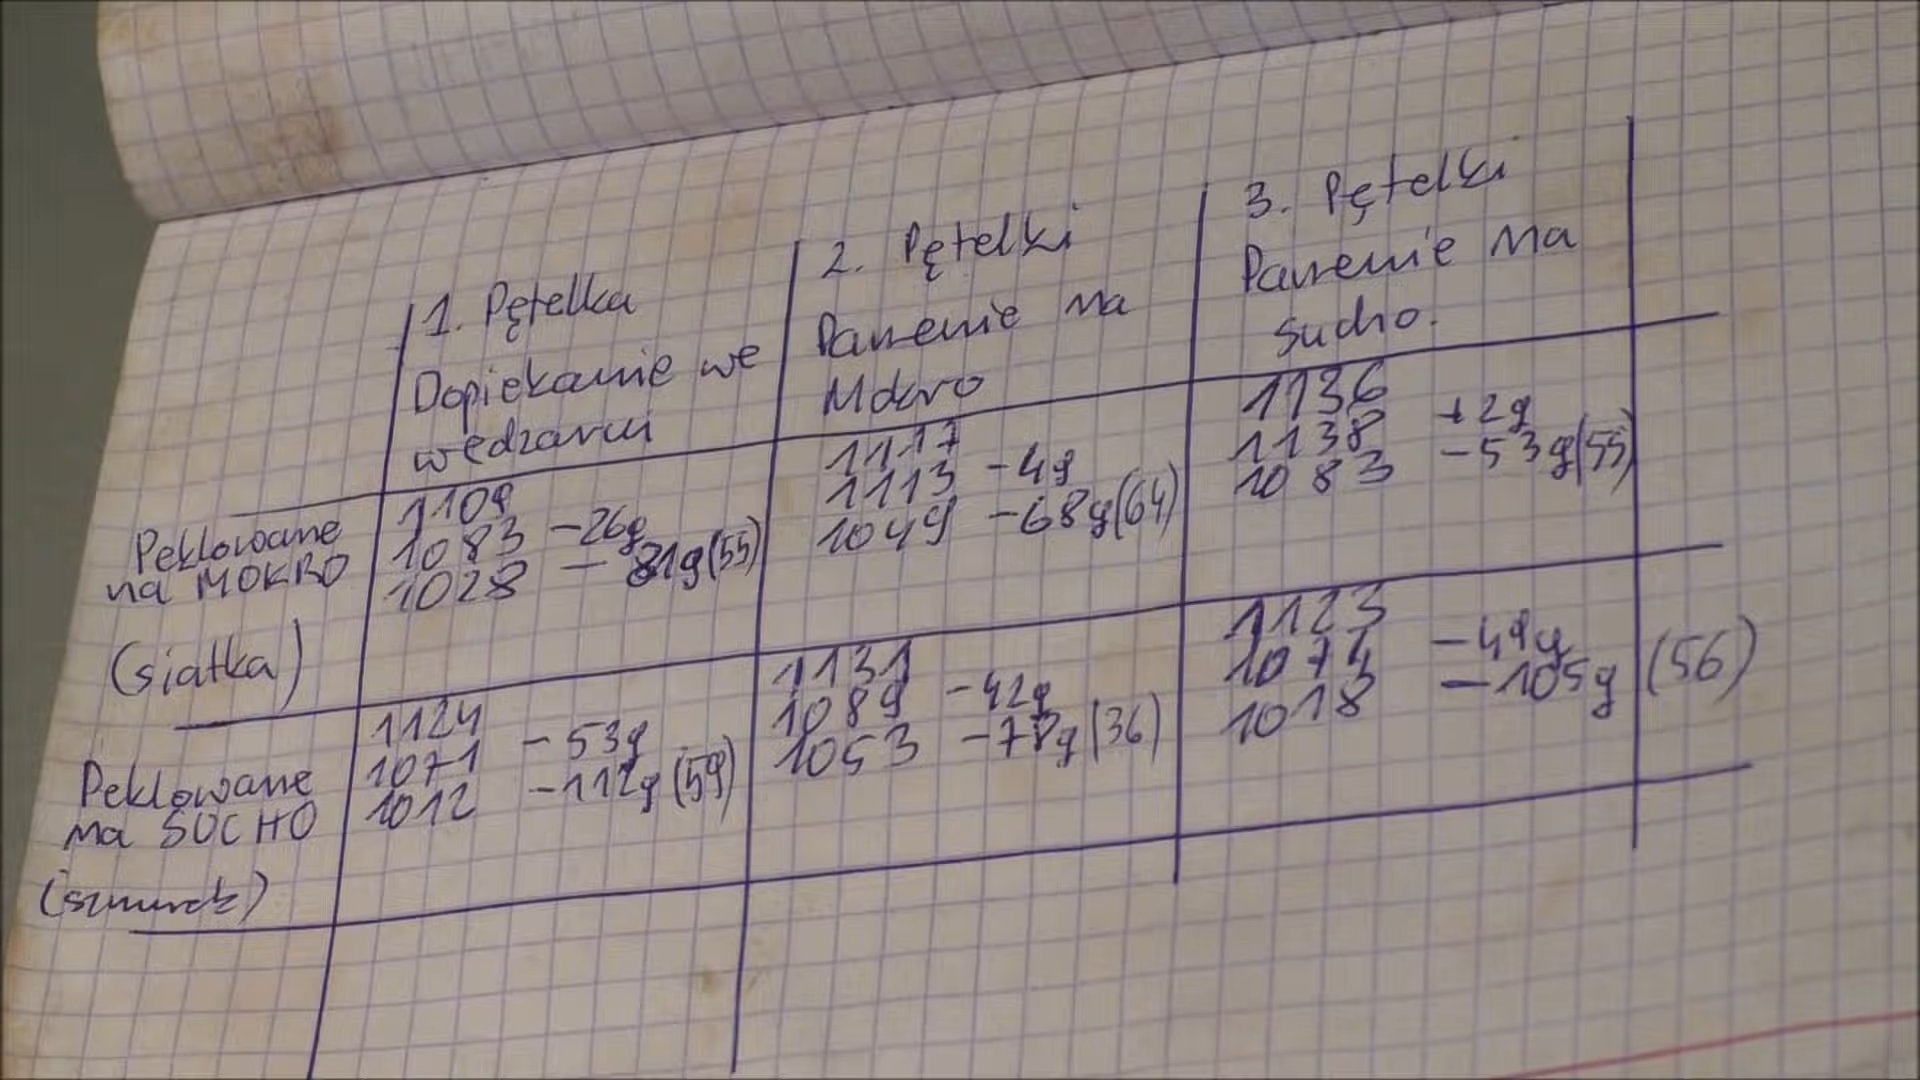 1. Pętelka
Dopiekanie we
wędzarni
2. Pętelki
Parzenie na
Mokro
3. Pętelki
Parzenie na
sucho.
Peklowane
na MOKRO
(siatka)
1109
1083 -26g
1028 - 81g(55)
1117
1113 -4g
1049 -68g(64)
1136
1138 +2g
1083 -53g(55)
Peklowane
na SUCHO
(sznurek)
1124
1071 -53g
1012 -112g(59)
1131
1089 -42g
1053 -78g(36)
1123
1074 -49g
1018 -105g (56)